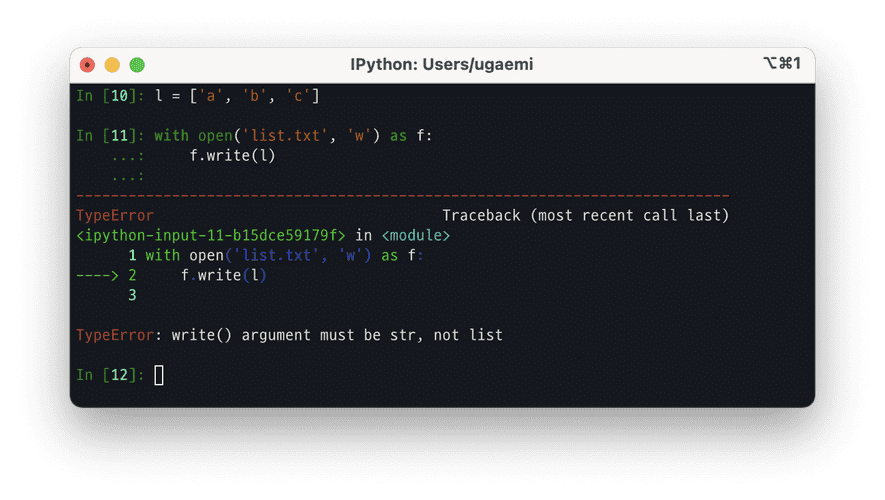 IPython: Users/ugaemi ⌥⌘1
In [10]: l = ['a', 'b', 'c']
In [11]: with open('list.txt', 'w') as f:
    ...:     f.write(l)
    ...:
---------------------------------------------------------------------------
TypeError                                 Traceback (most recent call last)
<ipython-input-11-b15dce59179f> in <module>
      1 with open('list.txt', 'w') as f:
----> 2     f.write(l)
      3
TypeError: write() argument must be str, not list
In [12]: